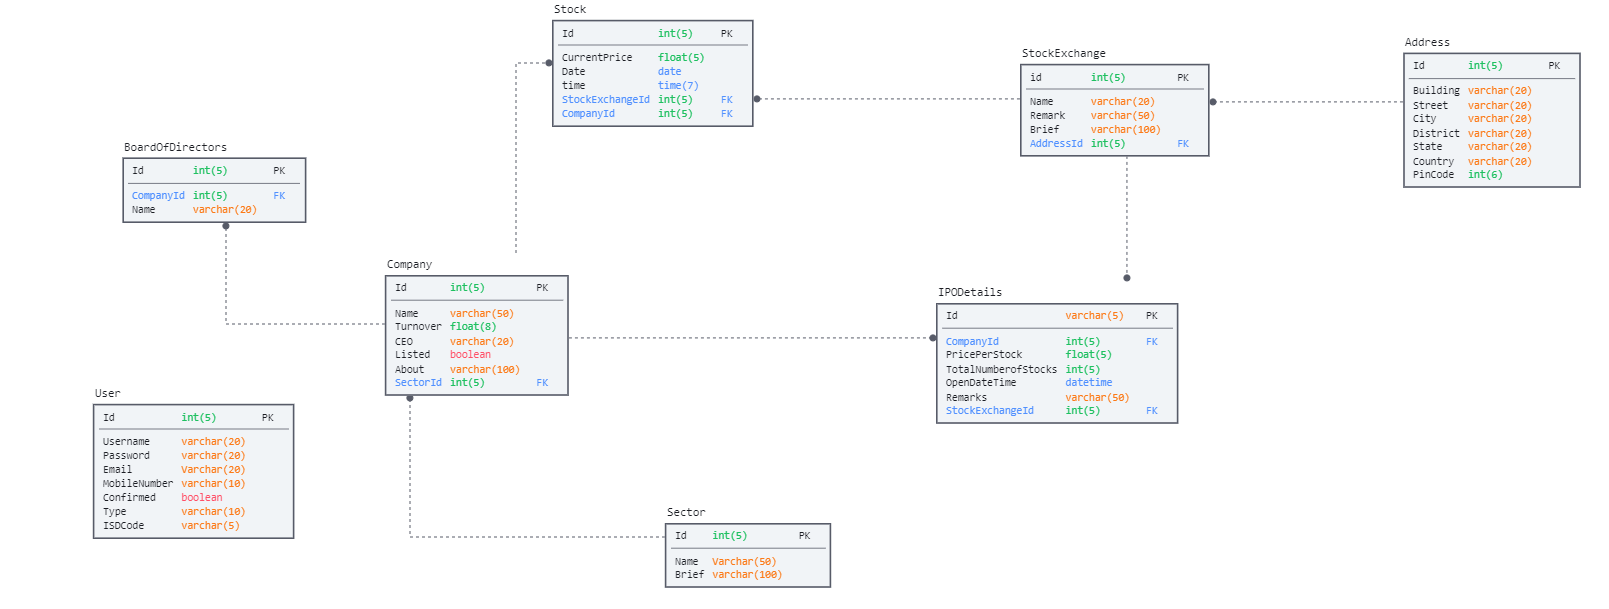 Stock
Id int(5) PK
CurrentPrice float(5)
Date date
time time(7)
StockExchangeId int(5) FK
CompanyId int(5) FK
StockExchange
id int(5) PK
Name varchar(20)
Remark varchar(50)
Brief varchar(100)
AddressId int(5) FK
Address
Id int(5) PK
Building varchar(20)
Street varchar(20)
City varchar(20)
District varchar(20)
State varchar(20)
Country varchar(20)
PinCode int(6)
BoardOfDirectors
Id int(5) PK
CompanyId int(5) FK
Name varchar(20)
Company
Id int(5) PK
Name varchar(50)
Turnover float(8)
CEO varchar(20)
Listed boolean
About varchar(100)
SectorId int(5) FK
IPODetails
Id varchar(5) PK
CompanyId int(5) FK
PricePerStock float(5)
TotalNumberofStocks int(5)
OpenDateTime datetime
Remarks varchar(50)
StockExchangeId int(5) FK
User
Id int(5) PK
Username varchar(20)
Password varchar(20)
Email Varchar(20)
MobileNumber varchar(10)
Confirmed boolean
Type varchar(10)
ISDCode varchar(5)
Sector
Id int(5) PK
Name Varchar(50)
Brief varchar(100)